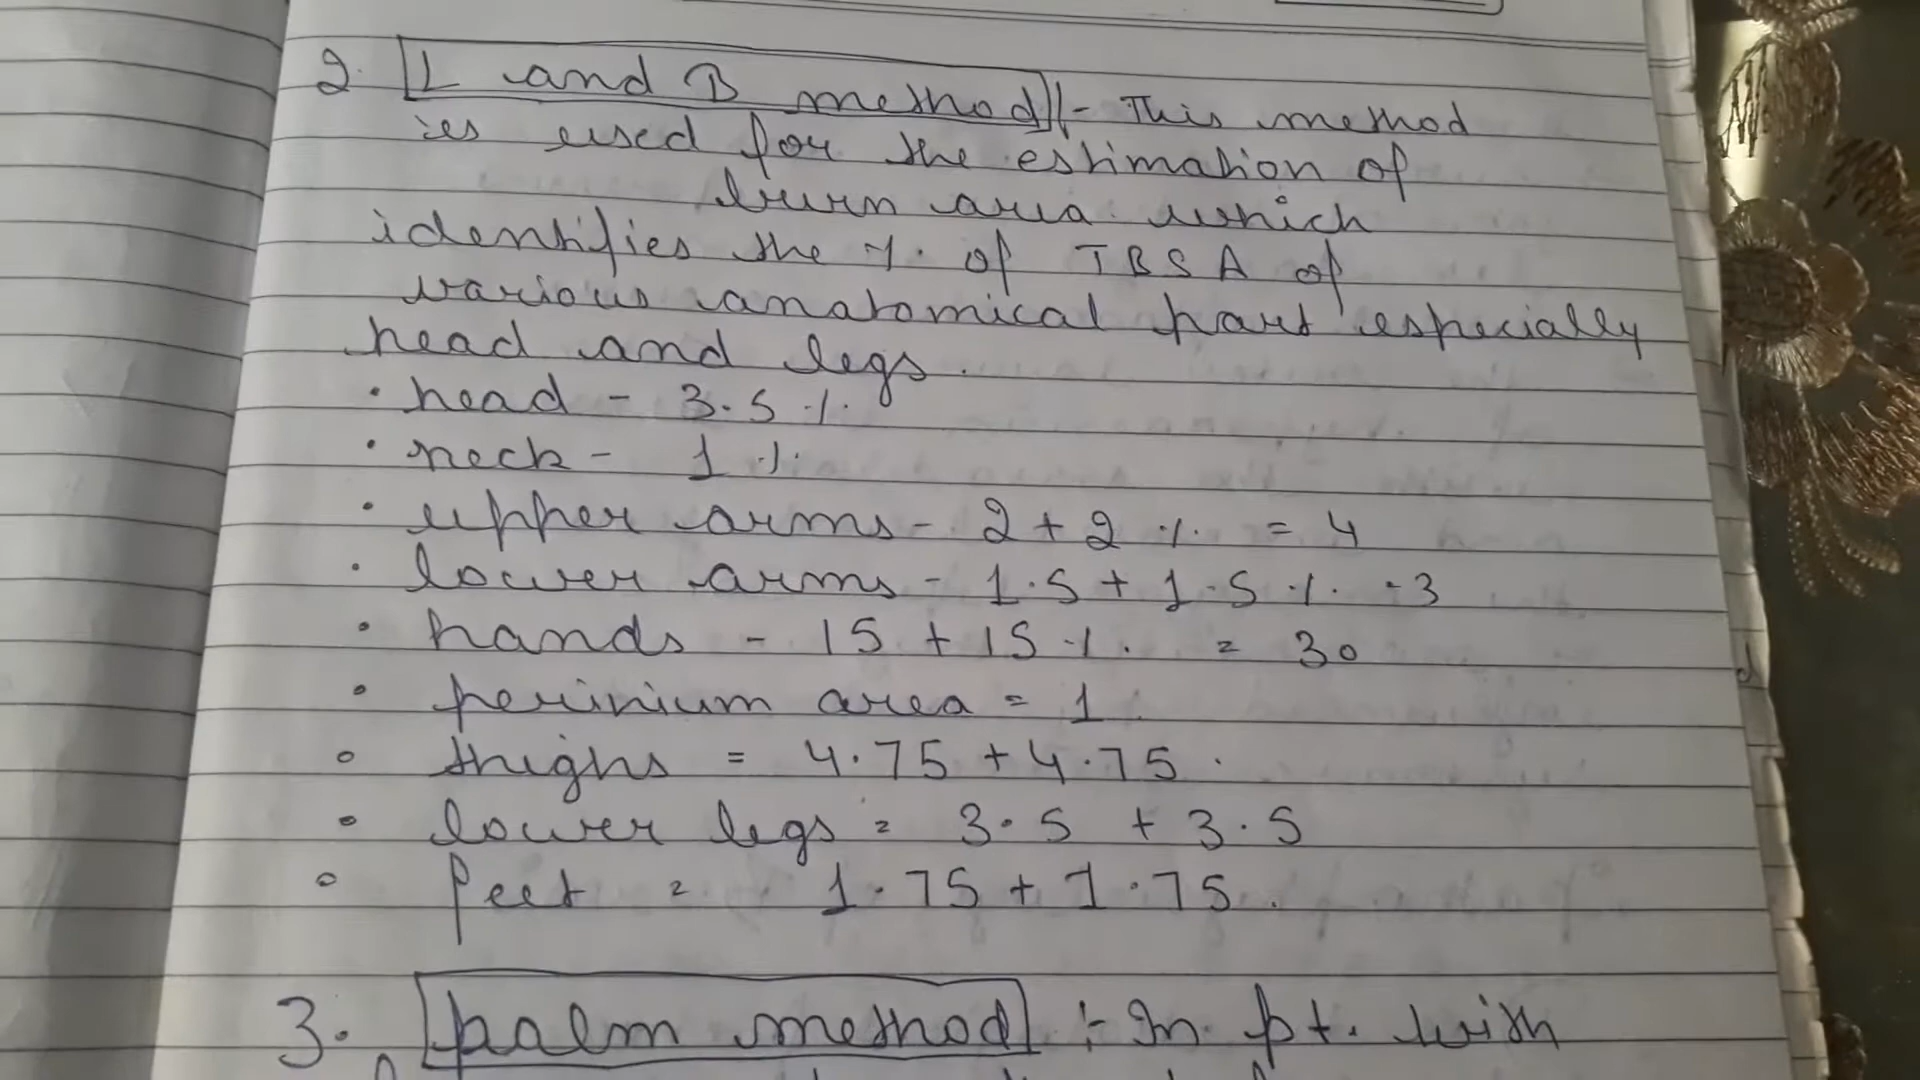 2. L and B method :- This method
is used for the estimation of
burn area which
identifies the % of TBSA of
various anatomical part especially
head and legs.
• head - 3.5 %.
• neck - 1 %.
• upper arms - 2 + 2 %. = 4
• lower arms - 1.5 + 1.5 %. - 3
• hands - 15 + 15 %. = 30
• perinium area = 1.
• thighs = 4.75 + 4.75.
• lower legs = 3.5 + 3.5
• feet = 1.75 + 1.75.
3. palm method :- In pt. with